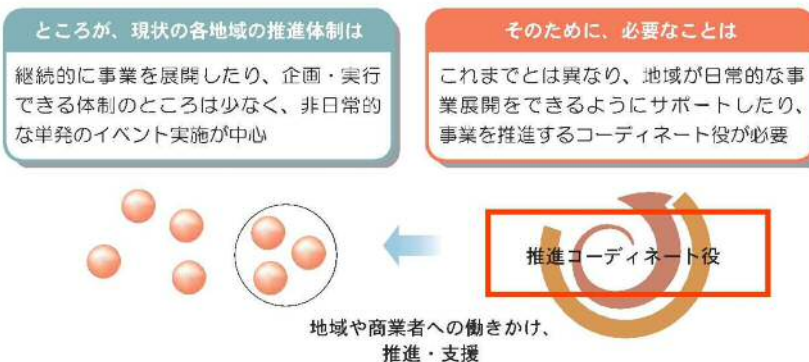 ところが、現状の各地域の推進体制は
継続的に事業を展開したり、企画・実行
できる体制のところは少なく、非日常的
な単発のイベント実施が中心
そのために、必要なことは
これまでとは異なり、地域が日常的な事
業展開をできるようにサポートしたり、
事業を推進するコーディネート役が必要
推進コーディネート役
地域や商業者への働きかけ、
推進・支援